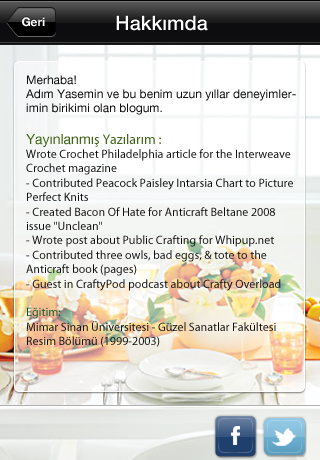 Geri
Hakkımda
Merhaba!
Adım Yasemin ve bu benim uzun yıllar deneyimler-
imin birikimi olan blogum.
Yayınlanmış Yazılarım :
Wrote Crochet Philadelphia article for the Interweave
Crochet magazine
- Contributed Peacock Paisley Intarsia Chart to Picture
Perfect Knits
- Created Bacon Of Hate for Anticraft Beltane 2008
issue "Unclean"
- Wrote post about Public Crafting for Whipup.net
- Contributed three owls, bad eggs, & tote to the
Anticraft book (pages)
- Guest in CraftyPod podcast about Crafty Overload
Eğitim:
Mimar Sinan Üniversitesi - Güzel Sanatlar Fakültesi
Resim Bölümü (1999-2003)